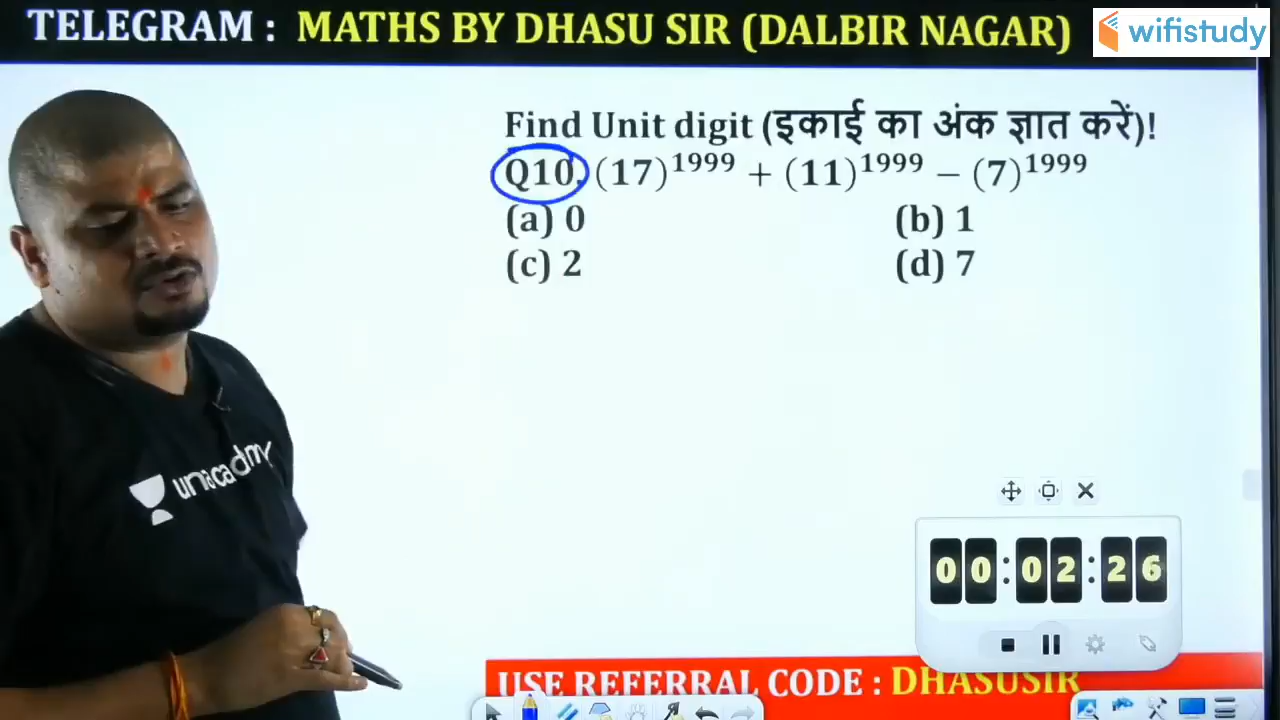 TELEGRAM : MATHS BY DHASU SIR (DALBIR NAGAR)
wifistudy
Find Unit digit (इकाई का अंक ज्ञात करें)!
Q10. (17)^1999 + (11)^1999 − (7)^1999
(a) 0 (b) 1
(c) 2 (d) 7
unacademy
00:02:26
USE REFERRAL CODE : DHASUSIR